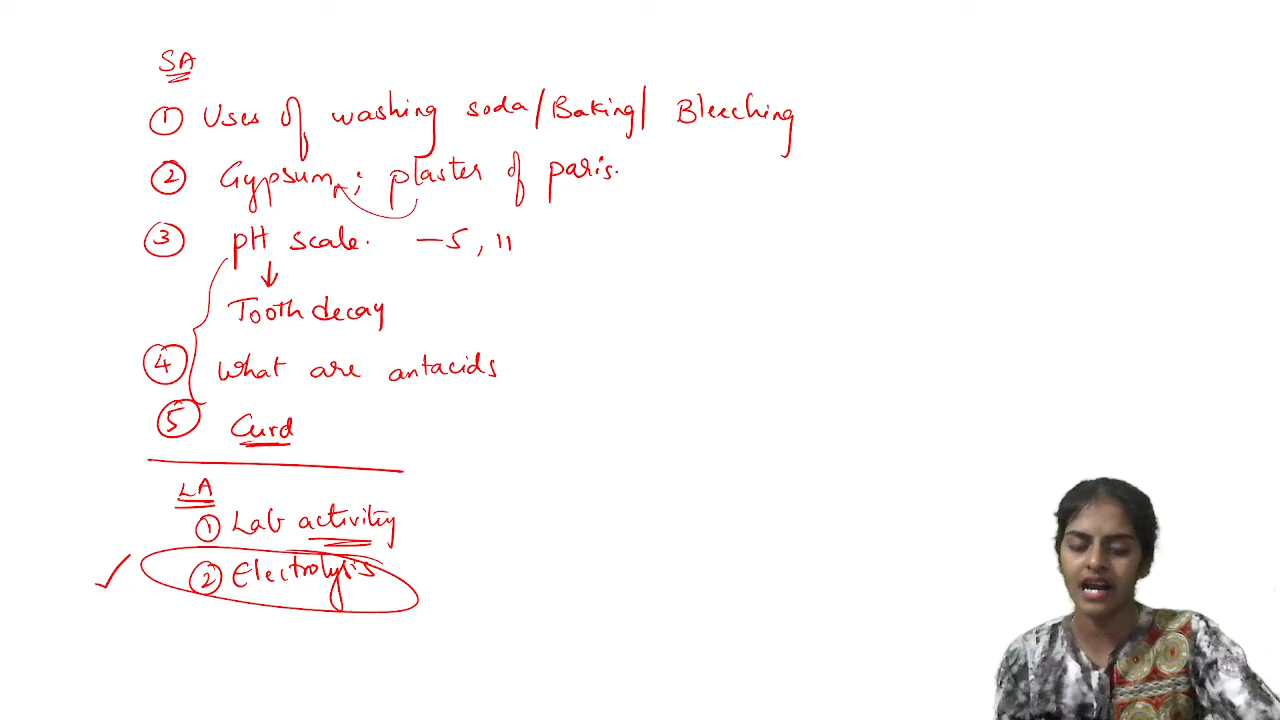 SA
① Uses of washing soda/Baking/ Bleeching
② Gypsum ; plaster of paris.
③ pH scale. – 5, 11
Tooth decay
④ What are antacids
⑤ Curd
LA
① Lab activity
② Electrolysis